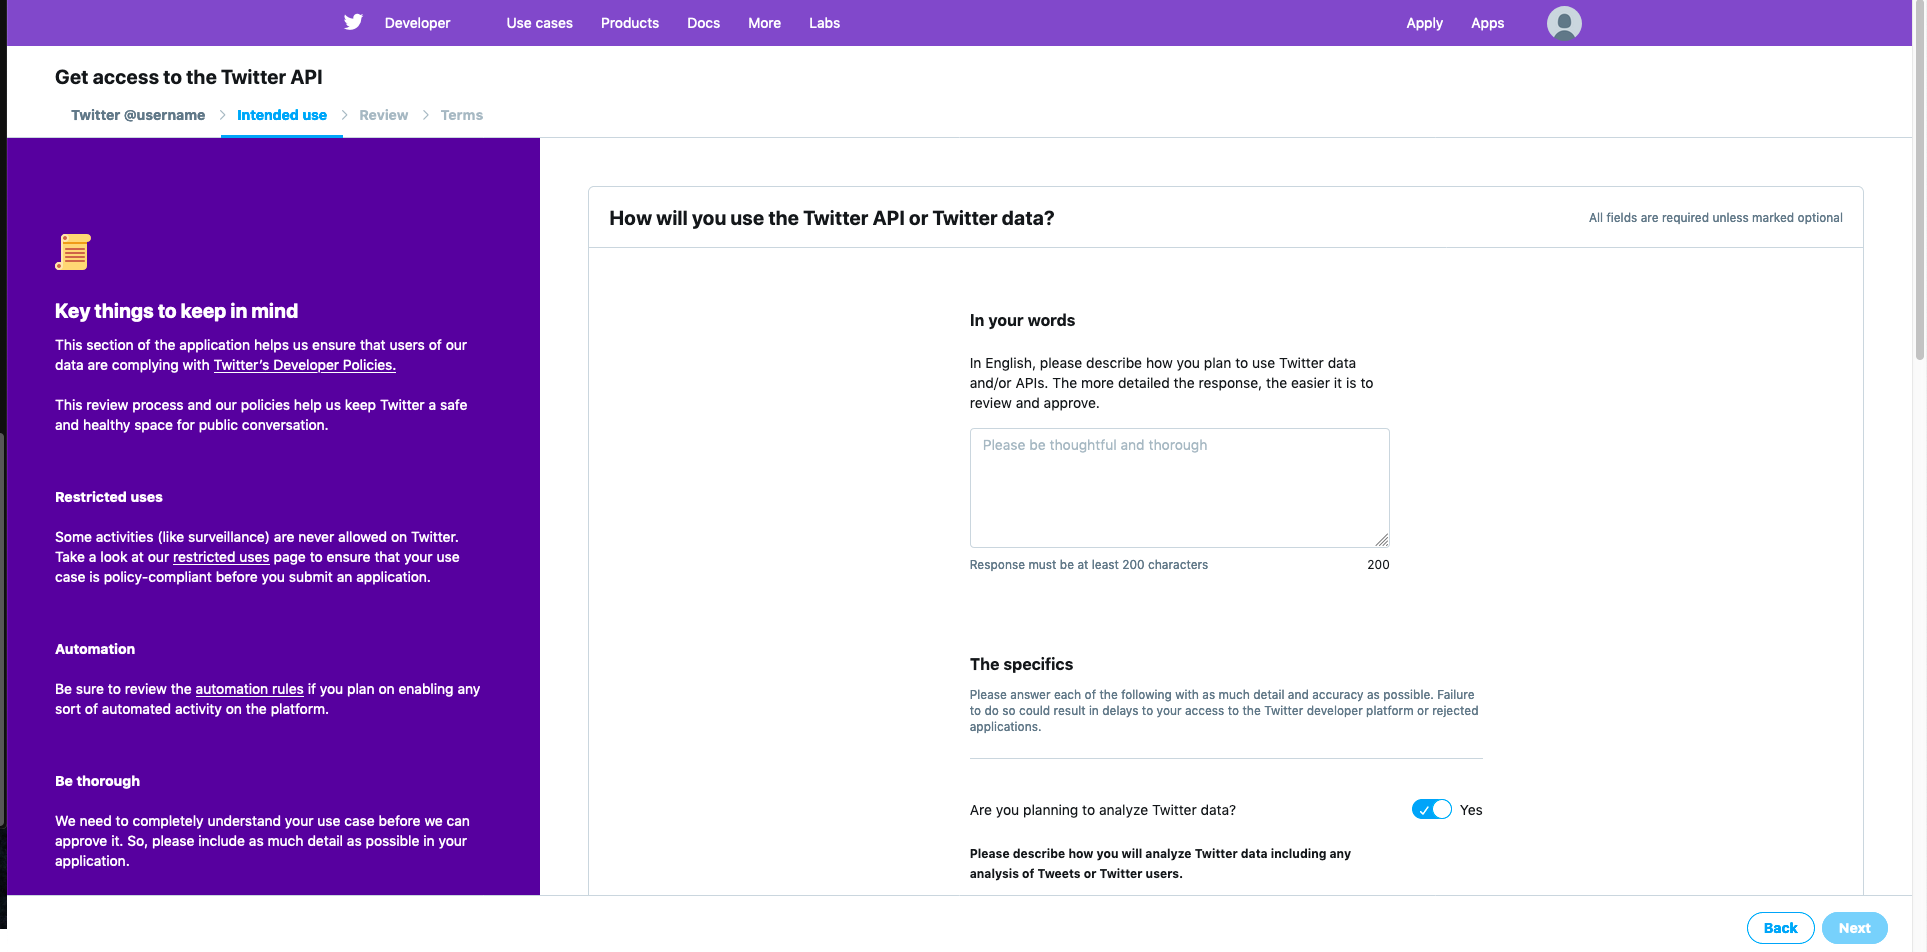 Developer Use cases Products Docs More Labs Apply Apps
Get access to the Twitter API
Twitter @username Intended use Review Terms
Key things to keep in mind
This section of the application helps us ensure that users of our
data are complying with Twitter's Developer Policies.
This review process and our policies help us keep Twitter a safe
and healthy space for public conversation.
Restricted uses
Some activities (like surveillance) are never allowed on Twitter.
Take a look at our restricted uses page to ensure that your use
case is policy-compliant before you submit an application.
Automation
Be sure to review the automation rules if you plan on enabling any
sort of automated activity on the platform.
Be thorough
We need to completely understand your use case before we can
approve it. So, please include as much detail as possible in your
application.
How will you use the Twitter API or Twitter data?
All fields are required unless marked optional
In your words
In English, please describe how you plan to use Twitter data
and/or APIs. The more detailed the response, the easier it is to
review and approve.
Please be thoughtful and thorough
Response must be at least 200 characters 200
The specifics
Please answer each of the following with as much detail and accuracy as possible. Failure
to do so could result in delays to your access to the Twitter developer platform or rejected
applications.
Are you planning to analyze Twitter data? Yes
Please describe how you will analyze Twitter data including any
analysis of Tweets or Twitter users.
Back Next